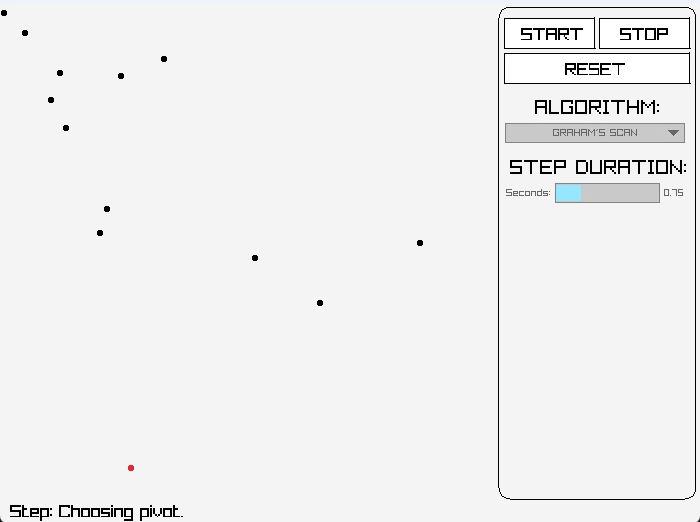 START STOP
RESET
ALGORITHM:
GRAHAM'S SCAN
STEP DURATION:
Seconds: 0.75
Step: Choosing pivot.